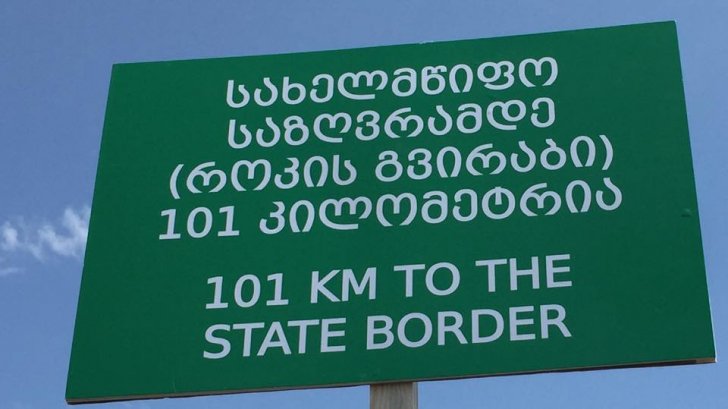 სახელმწიფო
საზღვრამდე
(როკის გვირაბი)
101 კილომეტრია
101 KM TO THE
STATE BORDER